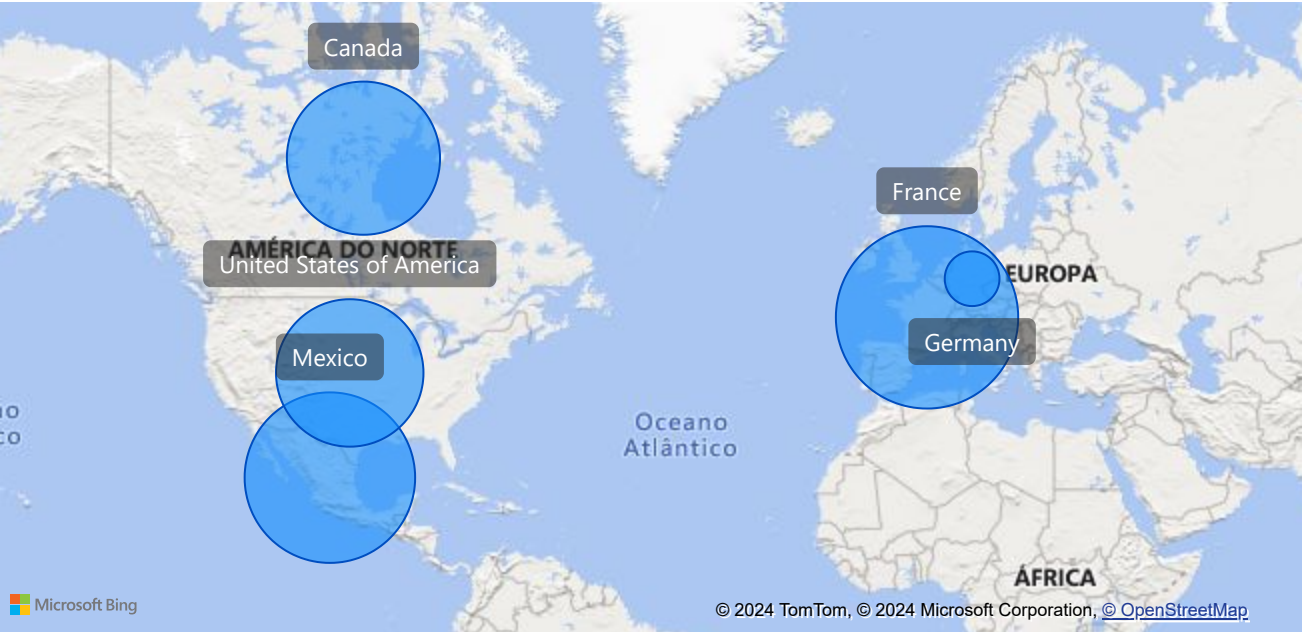 Canada
France
AMÉRICA DO NORTE
United States of America
EUROPA
Germany
Mexico
Oceano
Atlântico
ÁFRICA
Microsoft Bing
© 2024 TomTom, © 2024 Microsoft Corporation, © OpenStreetMap